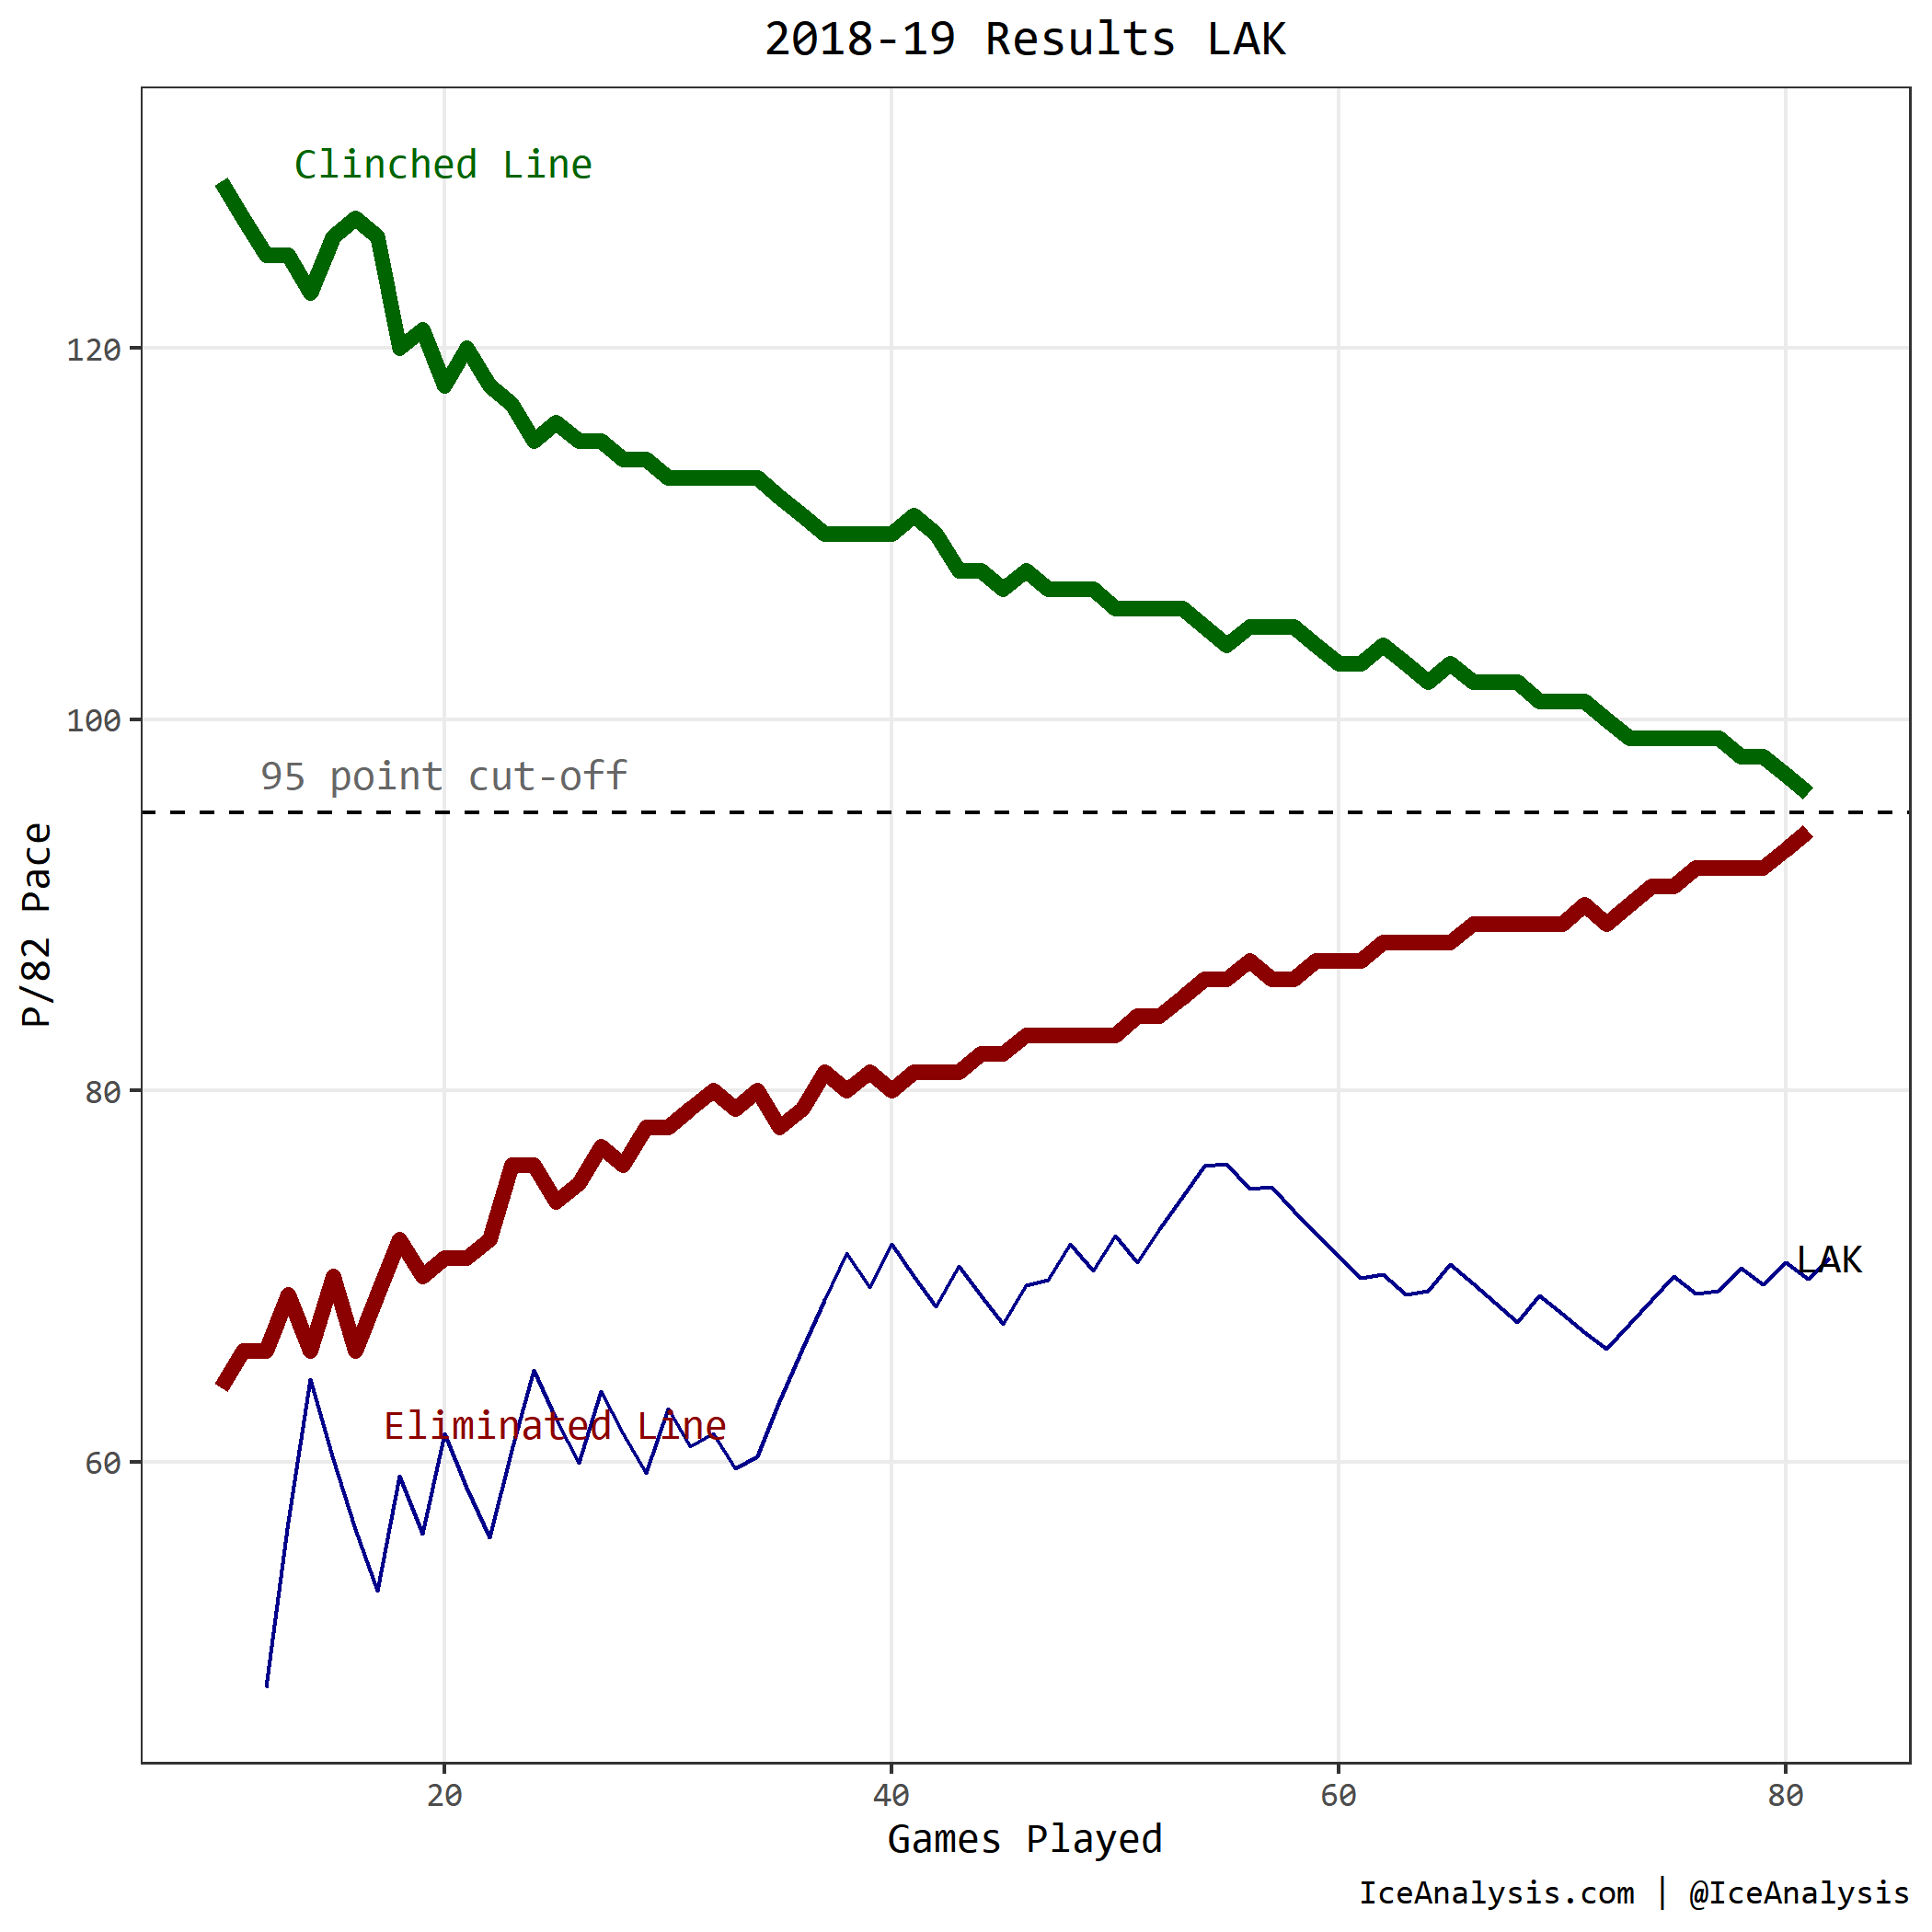 2018-19 Results LAK
Clinched Line
120
100
95 point cut-off
P/82 Pace
80
LAK
Eliminated Line
60
20 40 60 80
Games Played
IceAnalysis.com | @IceAnalysis